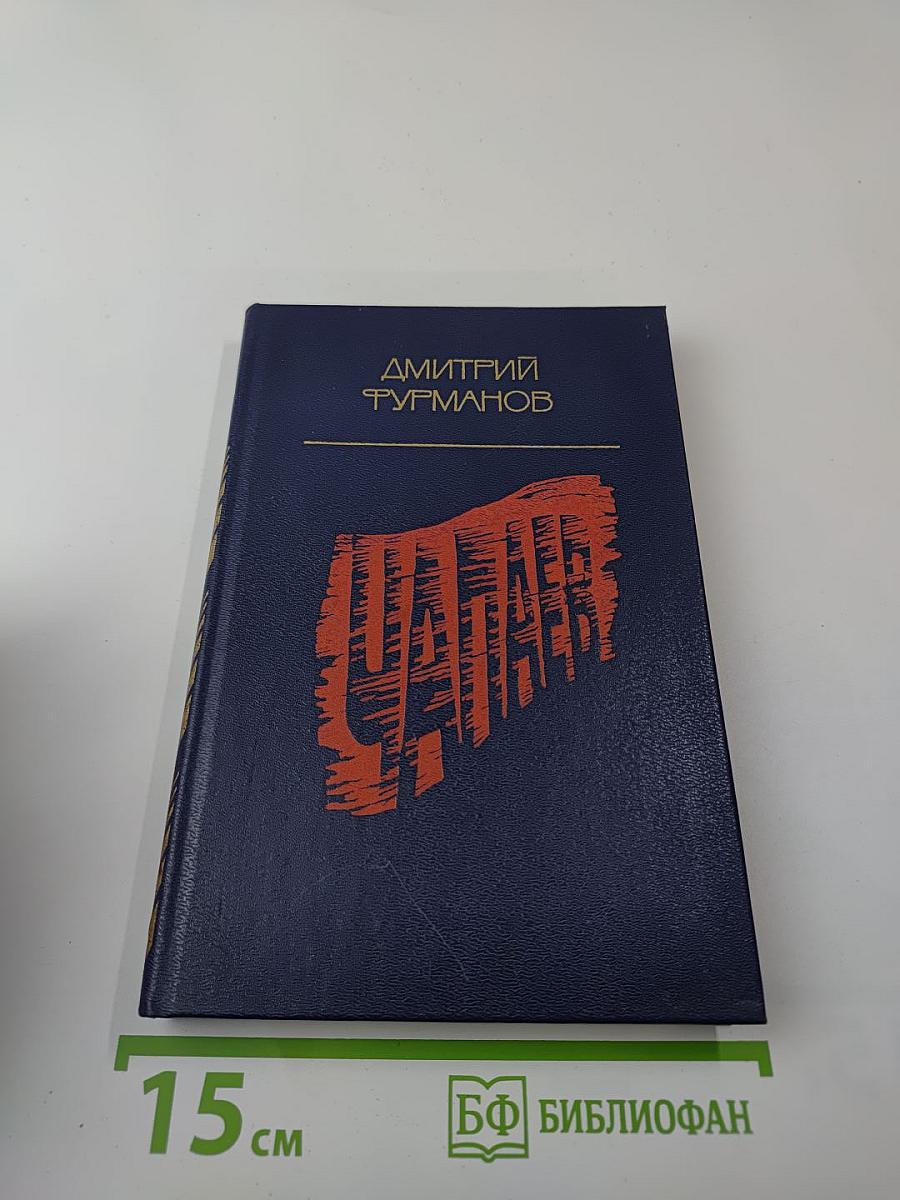 ДМИТРИЙ
ФУРМАНОВ
ЧАПАЕВ
15 см
БФ БИБЛИОФАН